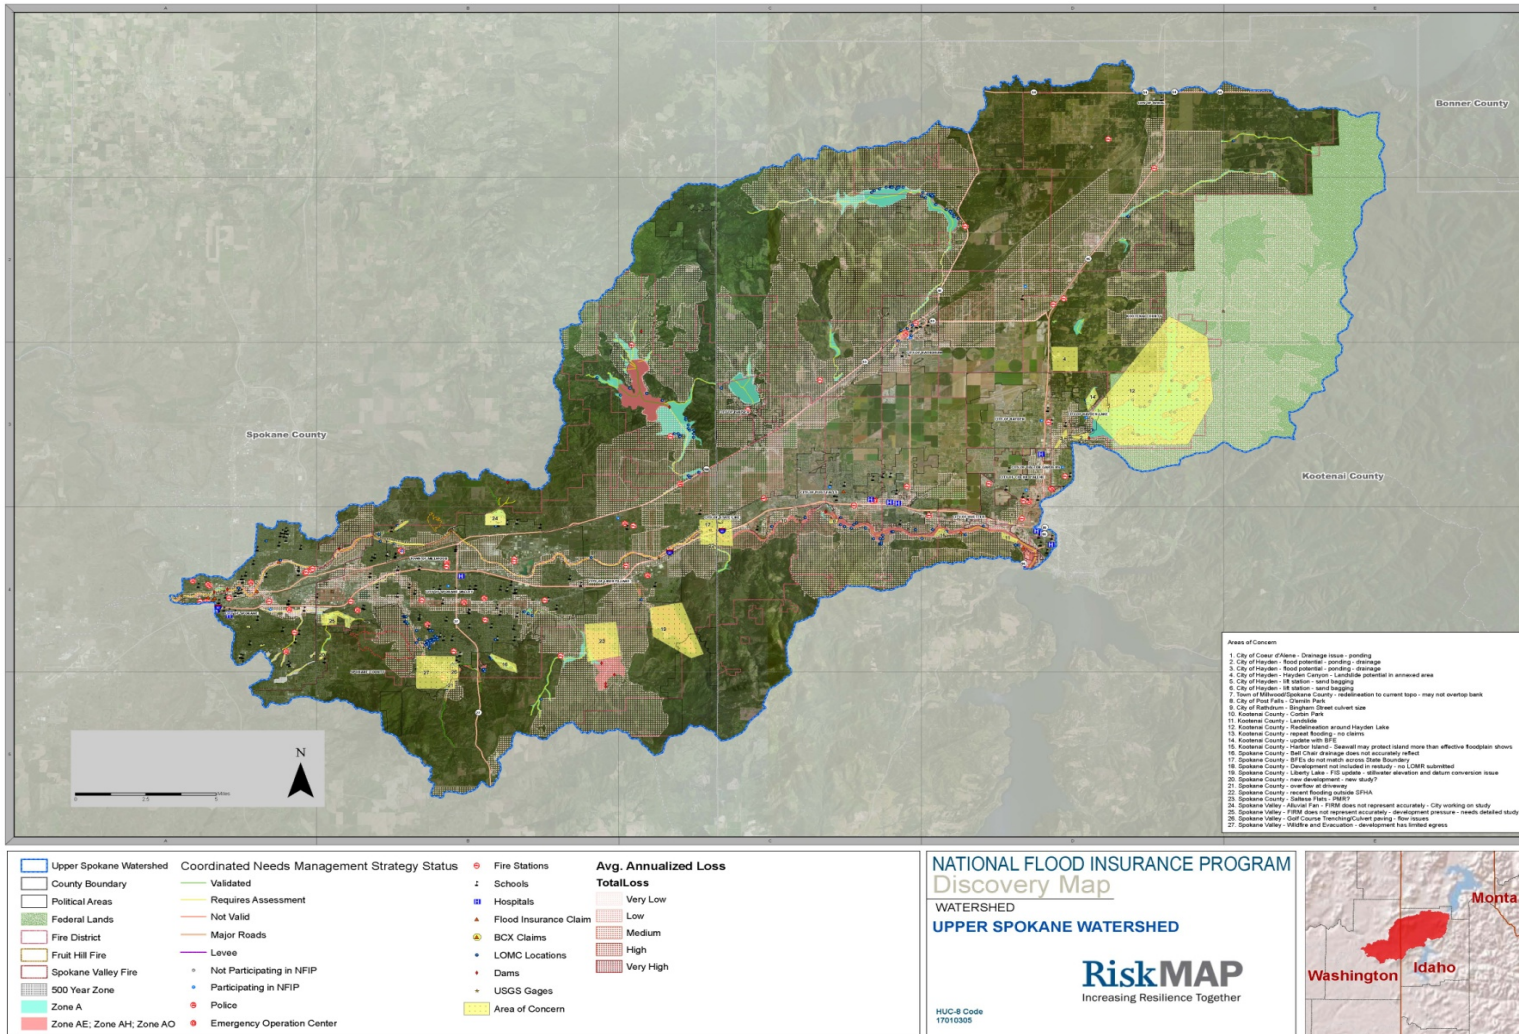 Bonner County
Spokane County
Kootenai County
N
0 2.5 5 Miles
Areas of Concern
1. City of Coeur d'Alene - Drainage issue - ponding
2. City of Hayden - flood potential - ponding - drainage
3. City of Hayden - flood potential - ponding - drainage
4. City of Hayden - Hayden Canyon - Landslide potential in annexed area
5. City of Hayden - lift station - sand bagging
6. City of Hayden - lift station - sand bagging
7. Town of Millwood/Spokane County - redelineation to current topo - may not overtop bank
8. City of Post Falls - Q'emiln Park
9. City of Rathdrum - Bingham Street culvert size
10. Kootenai County - Corbin Park
11. Kootenai County - Landslide
12. Kootenai County - Redelineation around Hayden Lake
13. Kootenai County - repeat flooding - no claims
14. Kootenai County - update with BFE
15. Kootenai County - Harbor Island - Seawall may protect island more than effective floodplain shows
16. Spokane County - Bell Chair drainage does not accurately reflect
17. Spokane County - BFEs do not match across State Boundary
18. Spokane County - Development not included in restudy - no LOMR submitted
19. Spokane County - Liberty Lake - FIS update - stillwater elevation and datum conversion issue
20. Spokane County - new development - new study?
21. Spokane County - overflow at driveway
22. Spokane County - recent flooding outside SFHA
23. Spokane County - Saltese Flats - PMR?
24. Spokane Valley - Alluvial Fan - FIRM does not represent accurately - City working on study
25. Spokane Valley - FIRM does not represent accurately - development pressure - needs detailed study
26. Spokane Valley - Golf Course Trenching/Culvert paving - flow issues
27. Spokane Valley - Wildfire and Evacuation - development has limited egress
Upper Spokane Watershed
County Boundary
Political Areas
Federal Lands
Fire District
Fruit Hill Fire
Spokane Valley Fire
500 Year Zone
Zone A
Zone AE; Zone AH; Zone AO
Coordinated Needs Management Strategy Status
Validated
Requires Assessment
Not Valid
Major Roads
Levee
Not Participating in NFIP
Participating in NFIP
Police
Emergency Operation Center
Fire Stations
Schools
Hospitals
Flood Insurance Claim
BCX Claims
LOMC Locations
Dams
USGS Gages
Area of Concern
Avg. Annualized Loss
TotalLoss
Very Low
Low
Medium
High
Very High
NATIONAL FLOOD INSURANCE PROGRAM
Discovery Map
WATERSHED
UPPER SPOKANE WATERSHED
RiskMAP
Increasing Resilience Together
HUC-8 Code
17010305
Monta
Washington
Idaho